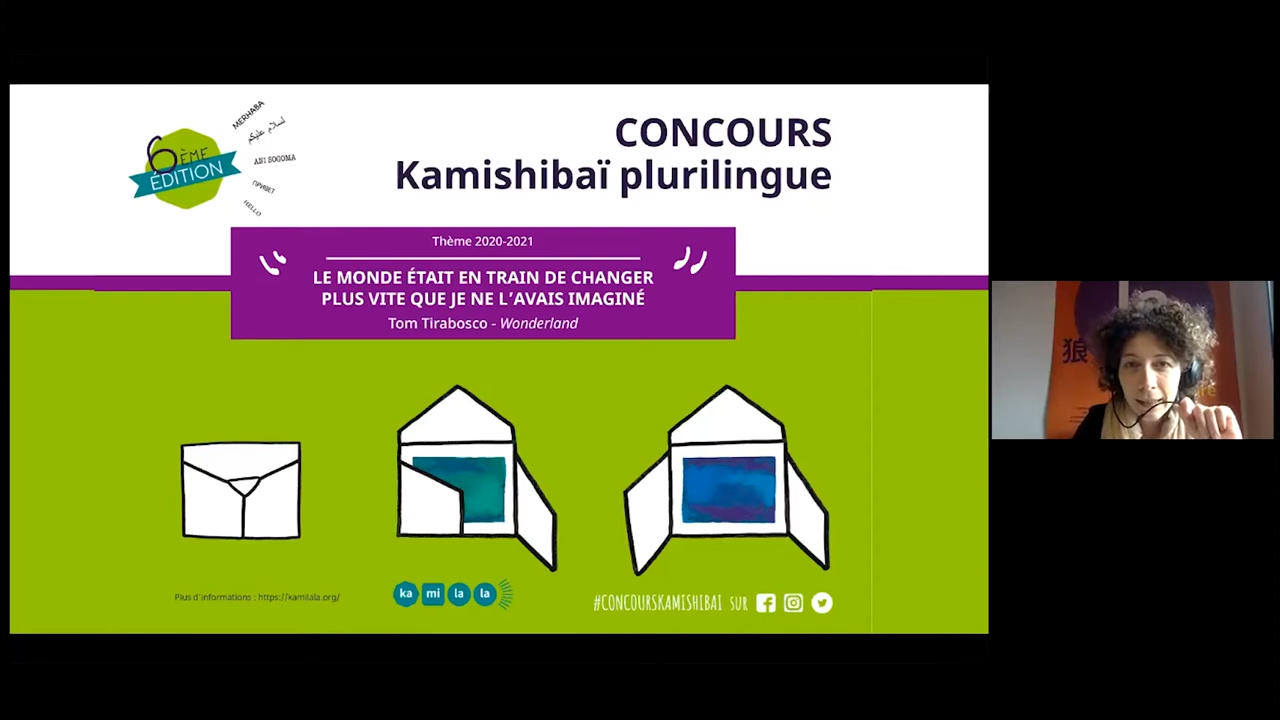 6ÈME
ÉDITION
MERHABA
السلام عليكم
ANI SOGOMA
ПРИВЕТ
HELLO
CONCOURS
Kamishibaï plurilingue
Thème 2020-2021
“
”
LE MONDE ÉTAIT EN TRAIN DE CHANGER
PLUS VITE QUE JE NE L’AVAIS IMAGINÉ
Tom Tirabosco - Wonderland
狼
Plus d'informations : https://kamilala.org/
ka mi la la
#CONCOURSKAMISHIBAI SUR